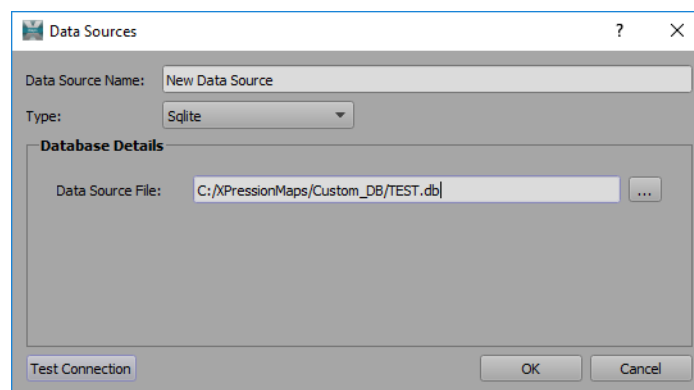 Data Sources ?
Data Source Name: New Data Source
Type: Sqlite
Database Details
Data Source File: C:/XPressionMaps/Custom_DB/TEST.db ...
Test Connection OK Cancel